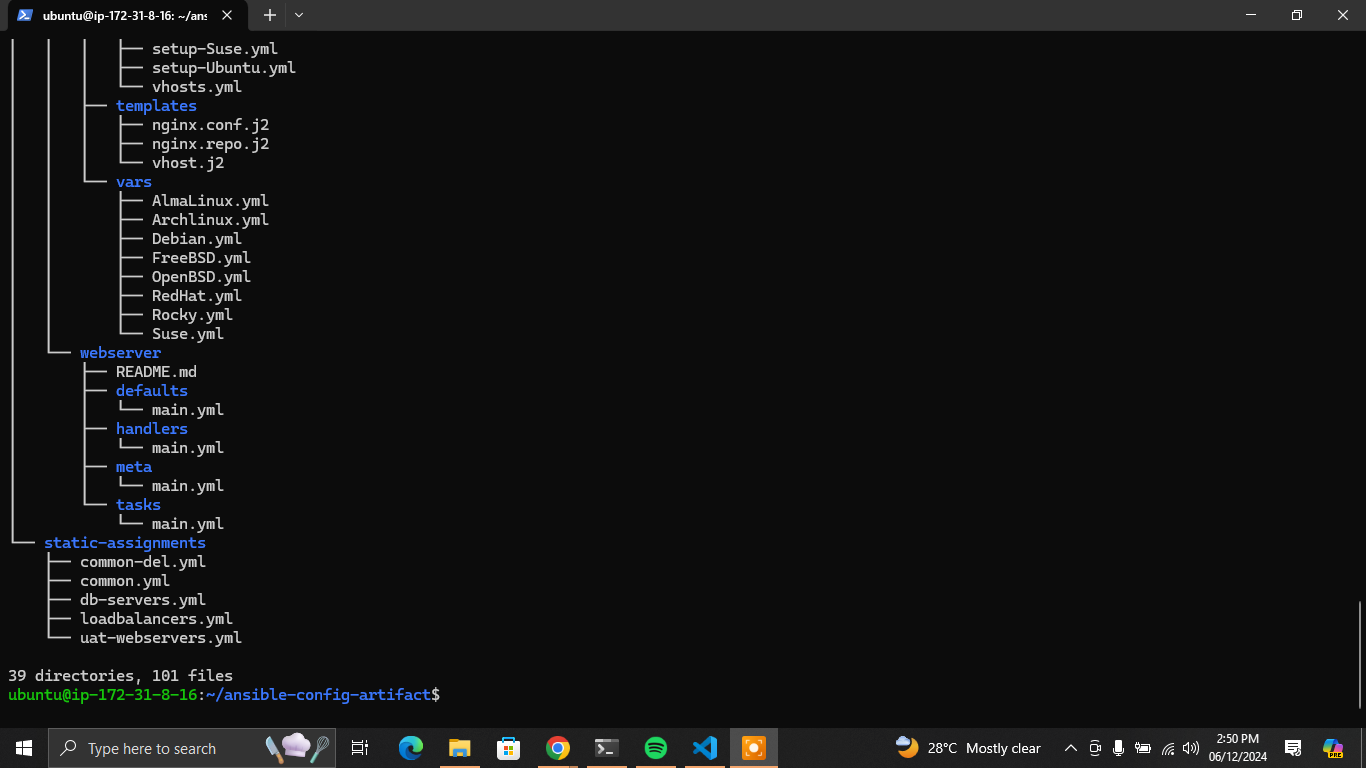 ubuntu@ip-172-31-8-16: ~/ans
│   │   │   ├── setup-Suse.yml
│   │   │   ├── setup-Ubuntu.yml
│   │   │   └── vhosts.yml
│   │   ├── templates
│   │   │   ├── nginx.conf.j2
│   │   │   ├── nginx.repo.j2
│   │   │   └── vhost.j2
│   │   └── vars
│   │       ├── AlmaLinux.yml
│   │       ├── Archlinux.yml
│   │       ├── Debian.yml
│   │       ├── FreeBSD.yml
│   │       ├── OpenBSD.yml
│   │       ├── RedHat.yml
│   │       ├── Rocky.yml
│   │       └── Suse.yml
│   └── webserver
│       ├── README.md
│       ├── defaults
│       │   └── main.yml
│       ├── handlers
│       │   └── main.yml
│       ├── meta
│       │   └── main.yml
│       └── tasks
│           └── main.yml
└── static-assignments
    ├── common-del.yml
    ├── common.yml
    ├── db-servers.yml
    ├── loadbalancers.yml
    └── uat-webservers.yml
39 directories, 101 files
ubuntu@ip-172-31-8-16:~/ansible-config-artifact$
Type here to search
28°C Mostly clear
2:50 PM
06/12/2024
PRE